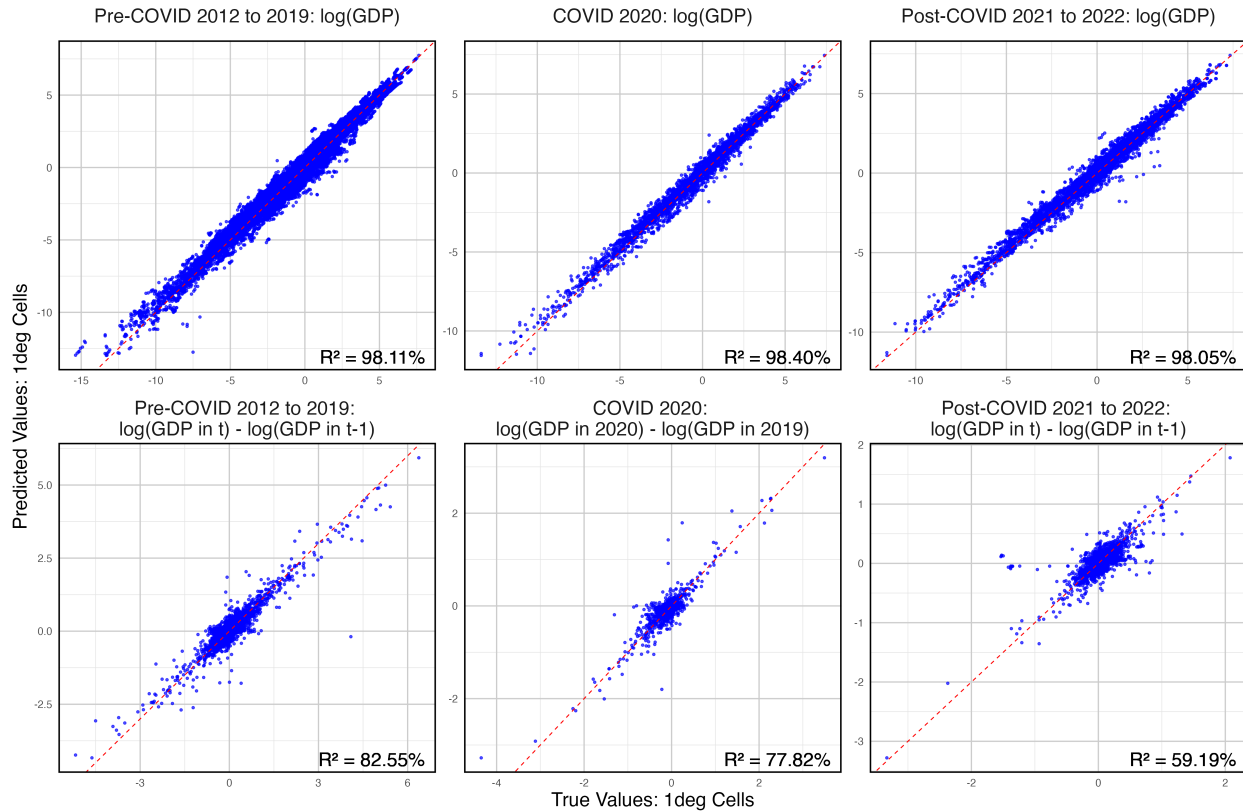 Pre-COVID 2012 to 2019: log(GDP)
COVID 2020: log(GDP)
Post-COVID 2021 to 2022: log(GDP)
5
0
-5
-10
R² = 98.11%
-15
-10
-5
0
5
5
0
-5
-10
R² = 98.40%
-10
-5
0
5
5
0
-5
-10
R² = 98.05%
-10
-5
0
5
Predicted Values: 1deg Cells
Pre-COVID 2012 to 2019:
log(GDP in t) - log(GDP in t-1)
COVID 2020:
log(GDP in 2020) - log(GDP in 2019)
Post-COVID 2021 to 2022:
log(GDP in t) - log(GDP in t-1)
5.0
2.5
0.0
-2.5
R² = 82.55%
-3
0
3
6
2
0
-2
R² = 77.82%
-4
-2
0
2
2
1
0
-1
-2
-3
R² = 59.19%
-2
0
2
True Values: 1deg Cells